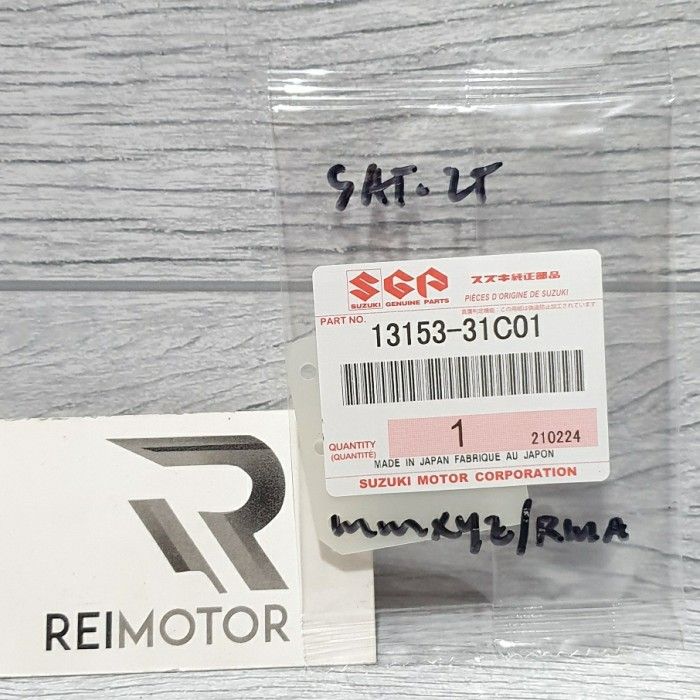 SAT. 2T
SGP
SUZUKI GENUINE PARTS
スズキ純正部品
PIÈCES D'ORIGINE DE SUZUKI
PART NO.
13153-31C01
QUANTITY
(QUANTITÉ)
1
210224
MADE IN JAPAN FABRIQUE AU JAPON
SUZUKI MOTOR CORPORATION
REIMOTOR